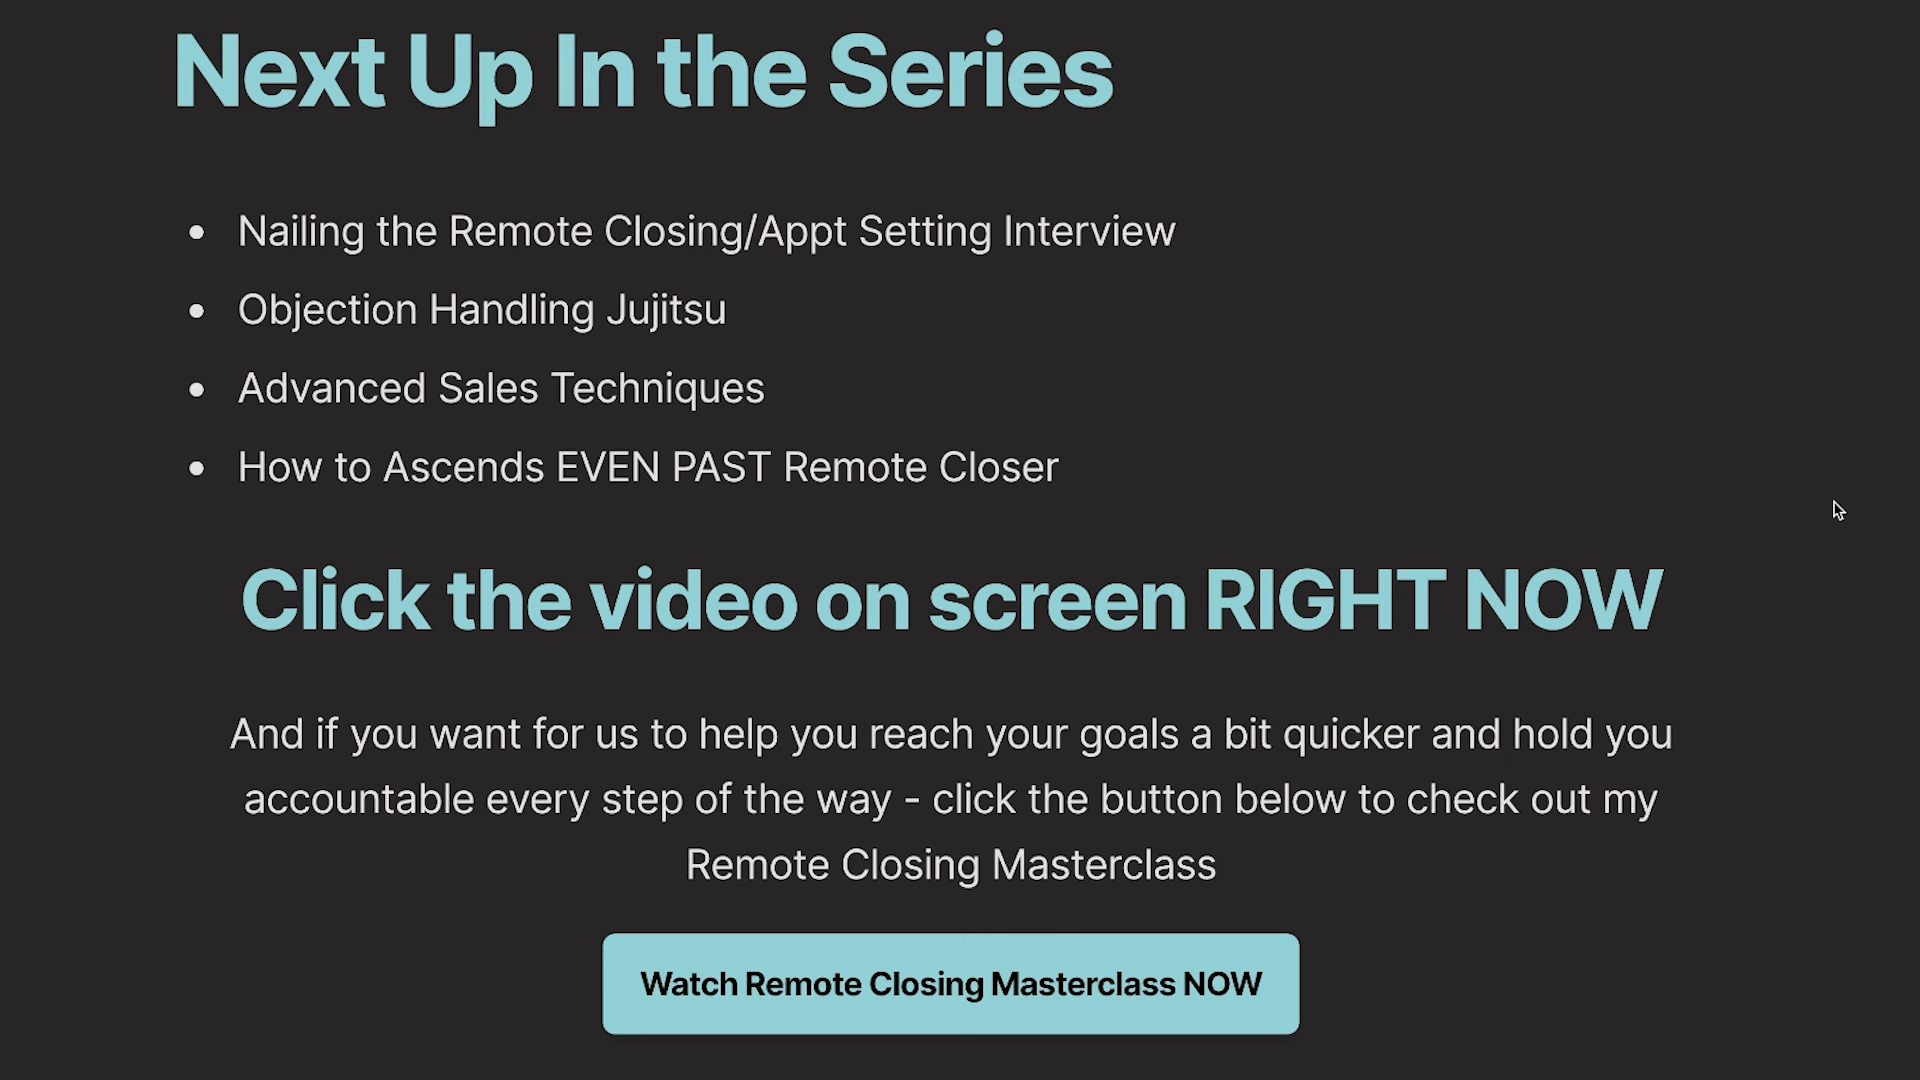 Next Up In the Series
• Nailing the Remote Closing/Appt Setting Interview
• Objection Handling Jujitsu
• Advanced Sales Techniques
• How to Ascends EVEN PAST Remote Closer
Click the video on screen RIGHT NOW
And if you want for us to help you reach your goals a bit quicker and hold you
accountable every step of the way - click the button below to check out my
Remote Closing Masterclass
Watch Remote Closing Masterclass NOW